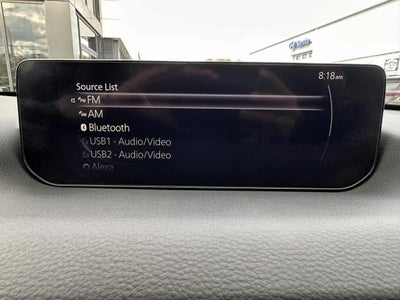 8:18am
Source List
FM
AM
Bluetooth
USB1 - Audio/Video
USB2 - Audio/Video
Alexa